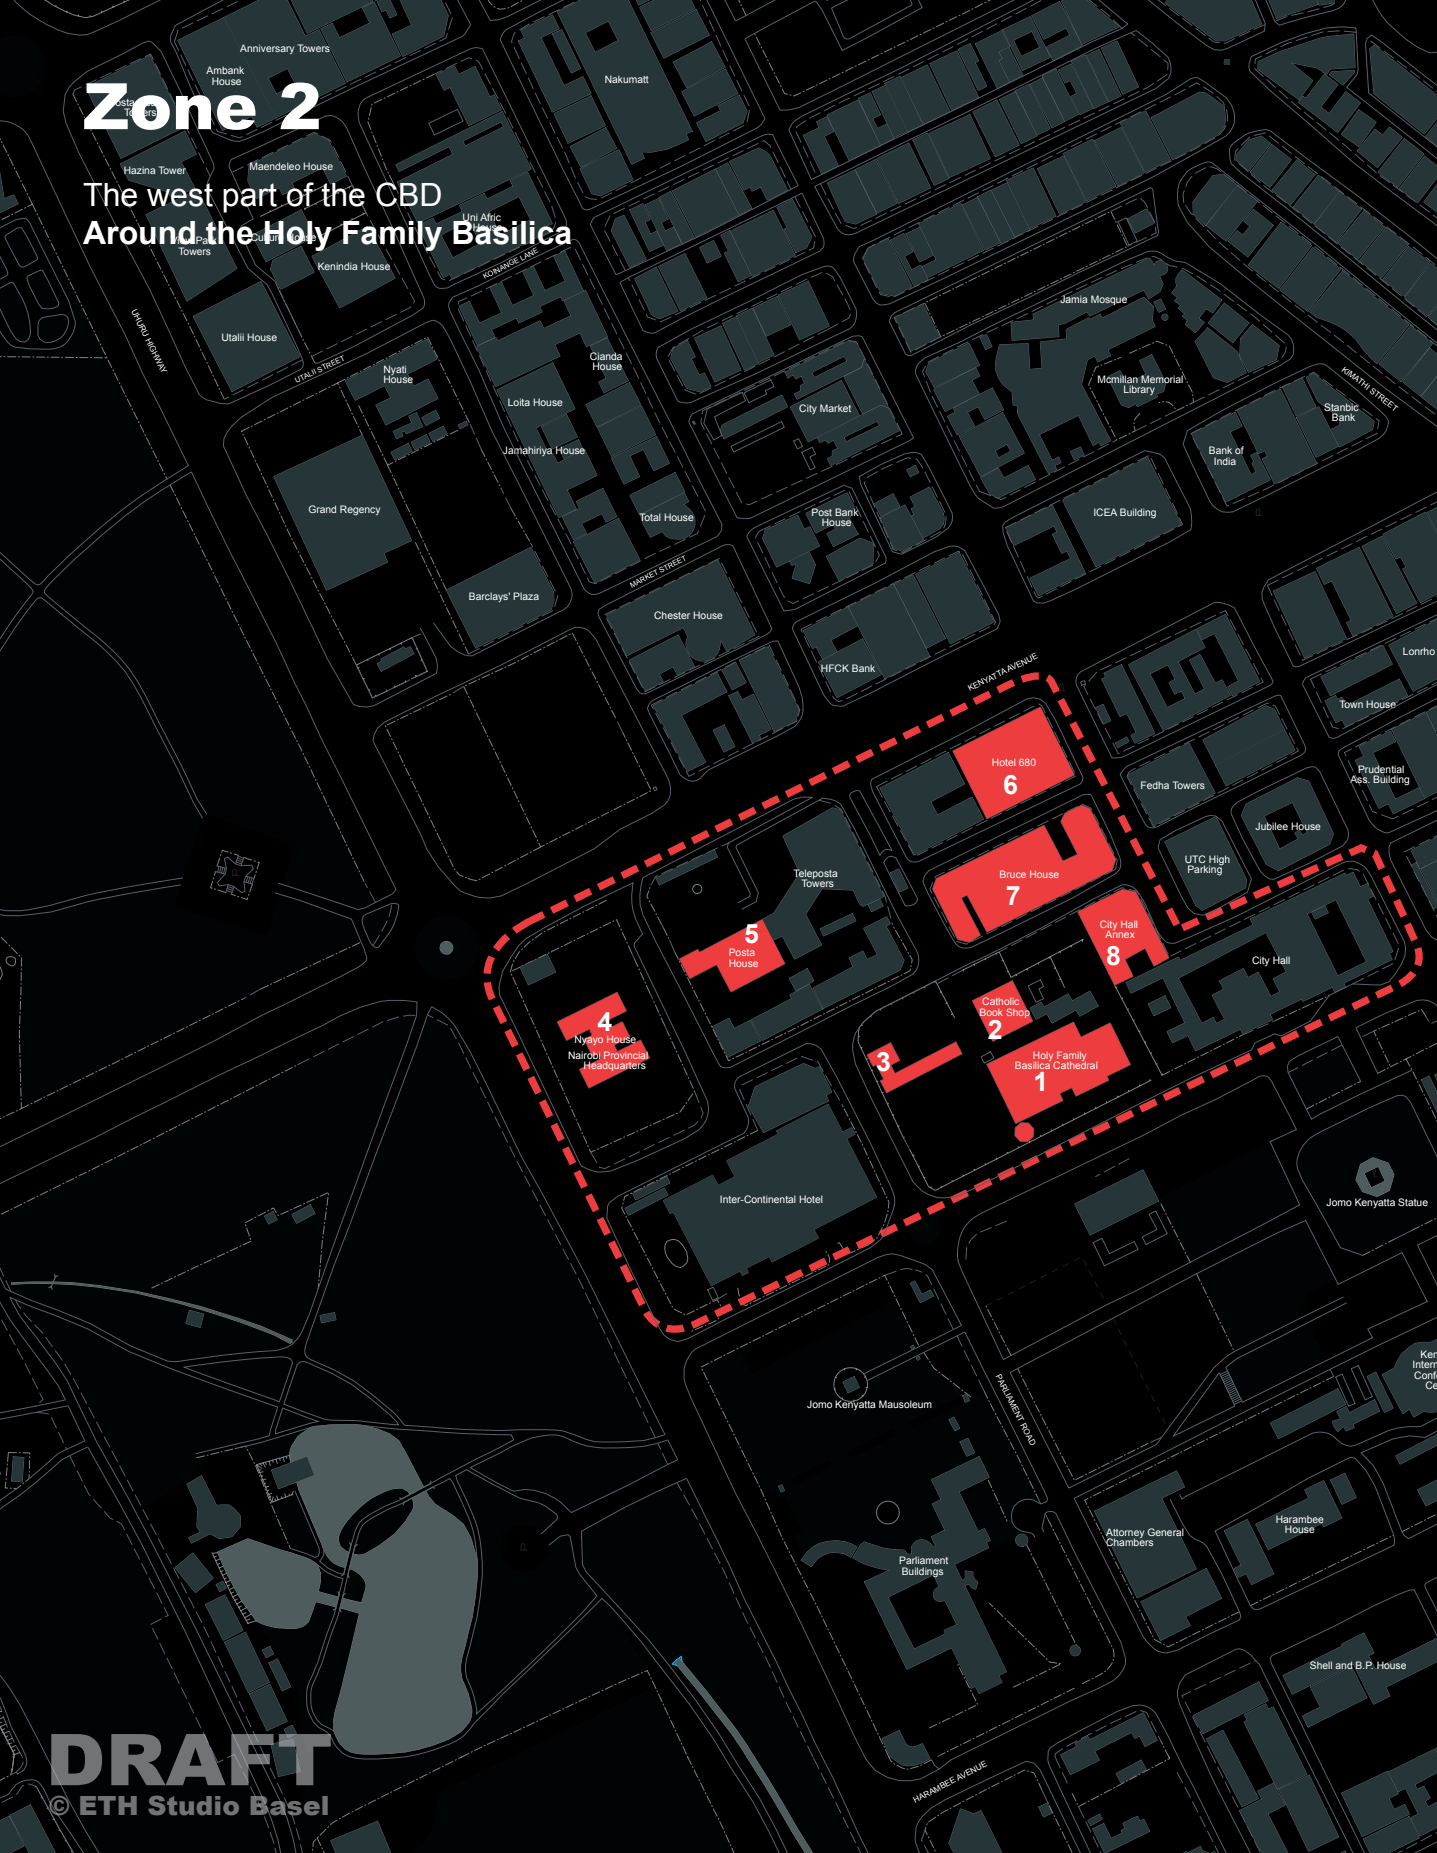 Anniversary Towers
Ambank
House
Nakumatt
Zone 2
Hazina Tower
Maendeleo House
The west part of the CBD
Around the Holy Family Basilica
Uni Afric
House
Towers
Kenindia House
KOINANGE LANE
UHURU HIGHWAY
Utalii House
UTALII STREET
Nyati
House
Cianda
House
Loita House
Jamahiriya House
Jamia Mosque
City Market
Mcmillan Memorial
Library
KIMATHI STREET
Stanbic
Bank
Bank of
India
Grand Regency
Total House
Post Bank
House
ICEA Building
MARKET STREET
Barclays' Plaza
Chester House
HFCK Bank
KENYATTA AVENUE
Lonrho
Town House
Hotel 680
6
Fedha Towers
Prudential
Ass. Building
Jubilee House
UTC High
Parking
Teleposta
Towers
Bruce House
7
5
Posta
House
City Hall
Annex
8
City Hall
4
Nyayo House
Nairobi Provincial
Headquarters
Catholic
Book Shop
2
3
Holy Family
Basilica Cathedral
1
Inter-Continental Hotel
Jomo Kenyatta Statue
Jomo Kenyatta Mausoleum
PARLIAMENT ROAD
Ken
Intern
Conf
Ce
Attorney General
Chambers
Harambee
House
Parliament
Buildings
Shell and B.P. House
HARAMBEE AVENUE
DRAFT
© ETH Studio Basel